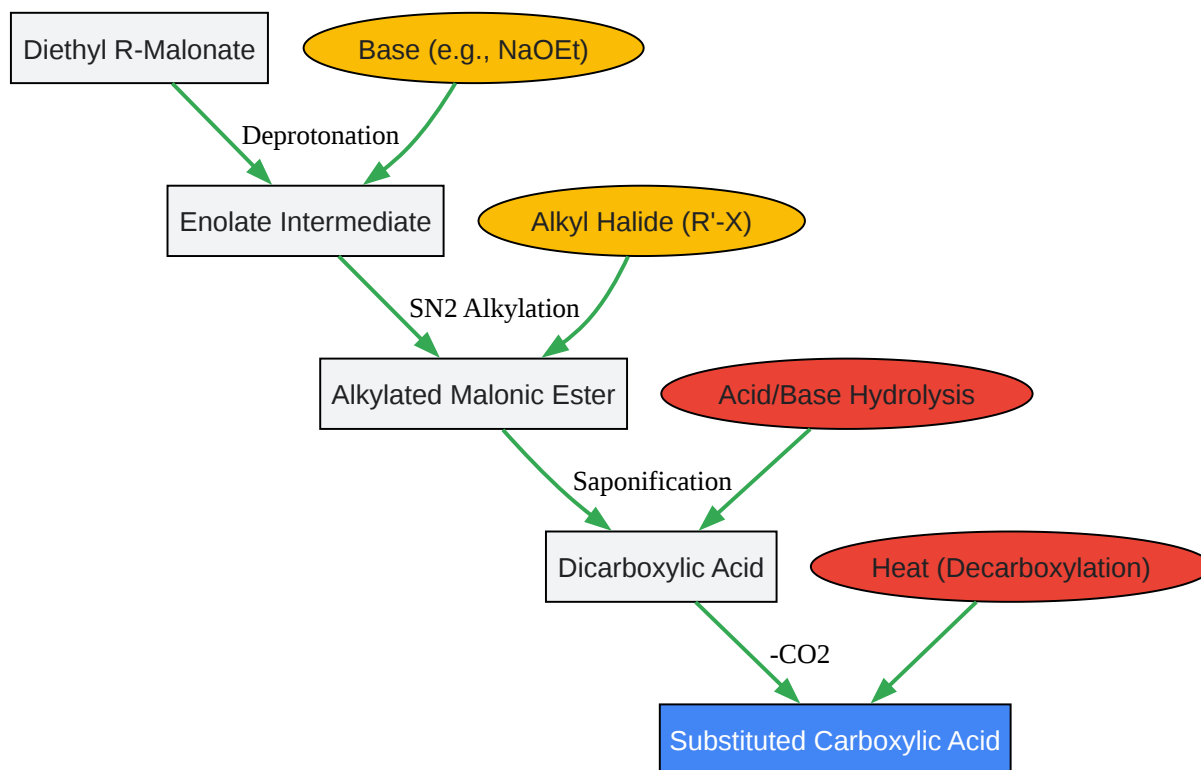 Diethyl R-Malonate
Base (e.g., NaOEt)
Deprotonation
Enolate Intermediate
Alkyl Halide (R'-X)
SN2 Alkylation
Alkylated Malonic Ester
Acid/Base Hydrolysis
Saponification
Dicarboxylic Acid
Heat (Decarboxylation)
-CO2
Substituted Carboxylic Acid